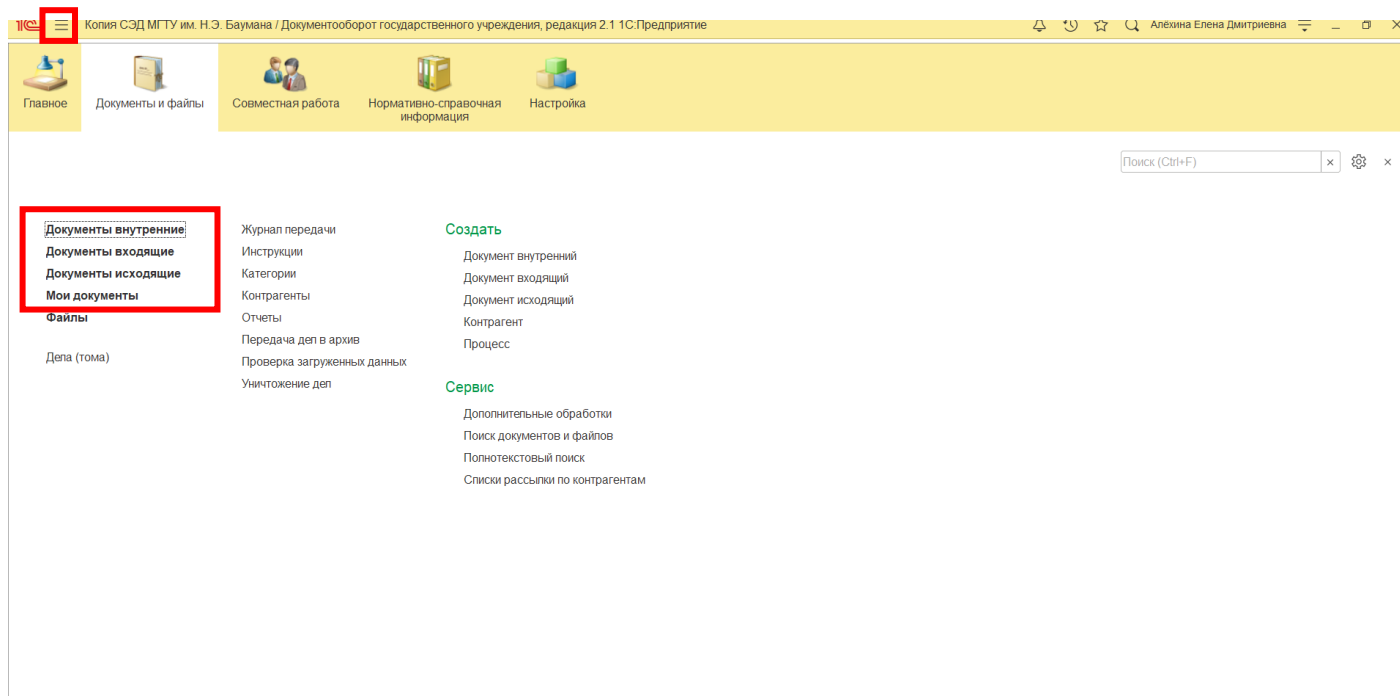 1С Копия СЭД МГТУ им. Н.Э. Баумана / Документооборот государственного учреждения, редакция 2.1 1С:Предприятие Алёхина Елена Дмитриевна
Главное
Документы и файлы
Совместная работа
Нормативно-справочная
информация
Настройка
Поиск (Ctrl+F)
Документы внутренние
Документы входящие
Документы исходящие
Мои документы
Файлы
Дела (тома)
Журнал передачи
Инструкции
Категории
Контрагенты
Отчеты
Передача дел в архив
Проверка загруженных данных
Уничтожение дел
Создать
Документ внутренний
Документ входящий
Документ исходящий
Контрагент
Процесс
Сервис
Дополнительные обработки
Поиск документов и файлов
Полнотекстовый поиск
Списки рассылки по контрагентам